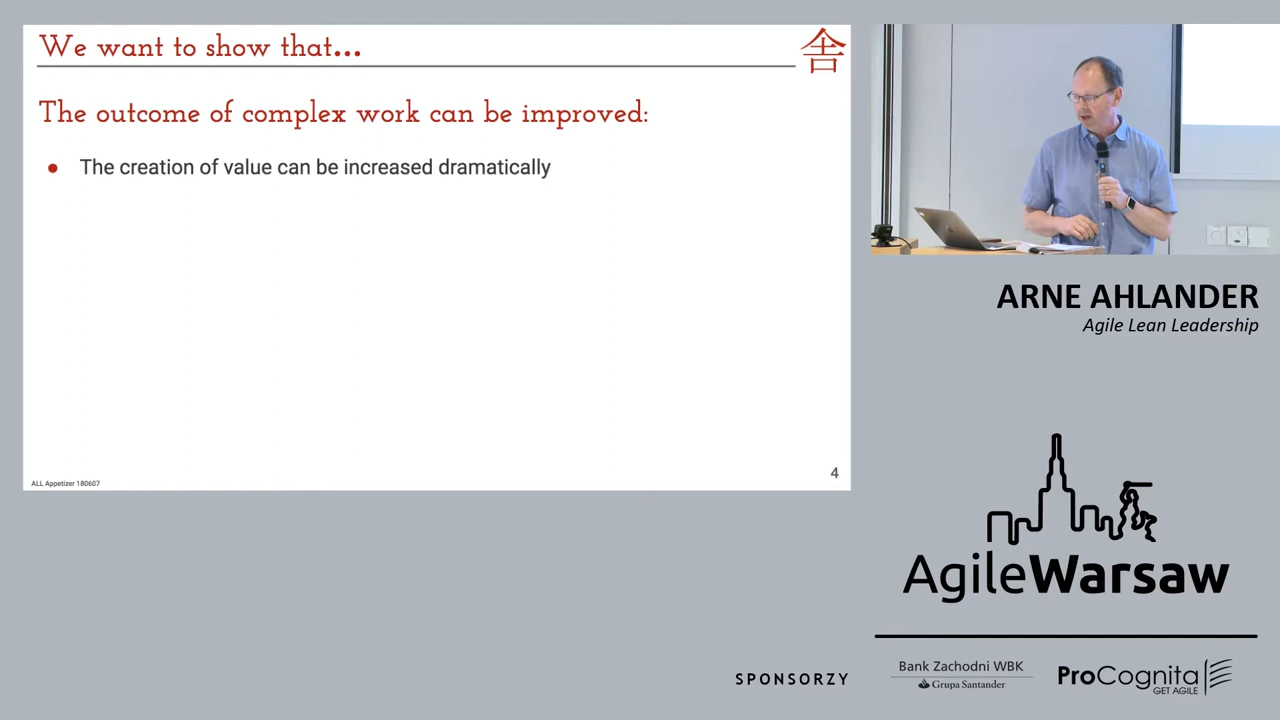 We want to show that...
舎
The outcome of complex work can be improved:
The creation of value can be increased dramatically
4
ALL Appetizer 180607
ARNE AHLANDER
Agile Lean Leadership
AgileWarsaw
SPONSORZY
Bank Zachodni WBK
Grupa Santander
ProCognita
GET AGILE